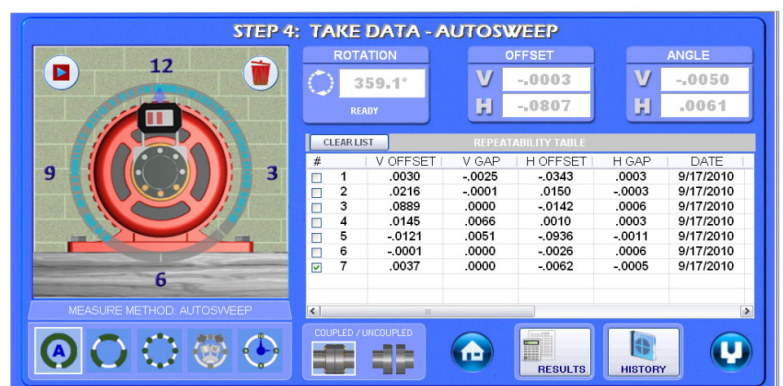 STEP 4: TAKE DATA - AUTOSWEEP
12
9
3
6
MEASURE METHOD: AUTOSWEEP
A
ROTATION
359.1°
READY
OFFSET
V -.0003
H -.0807
ANGLE
V -.0050
H .0061
CLEAR LIST
REPEATABILITY TABLE
# V OFFSET V GAP H OFFSET H GAP DATE
1 .0030 -.0025 -.0343 .0003 9/17/2010
2 .0216 -.0001 .0150 -.0003 9/17/2010
3 .0889 .0000 -.0142 .0006 9/17/2010
4 .0145 .0066 .0010 .0003 9/17/2010
5 -.0121 .0051 -.0936 -.0011 9/17/2010
6 -.0001 .0000 -.0026 .0006 9/17/2010
7 .0037 .0000 -.0062 -.0005 9/17/2010
COUPLED / UNCOUPLED
RESULTS
HISTORY